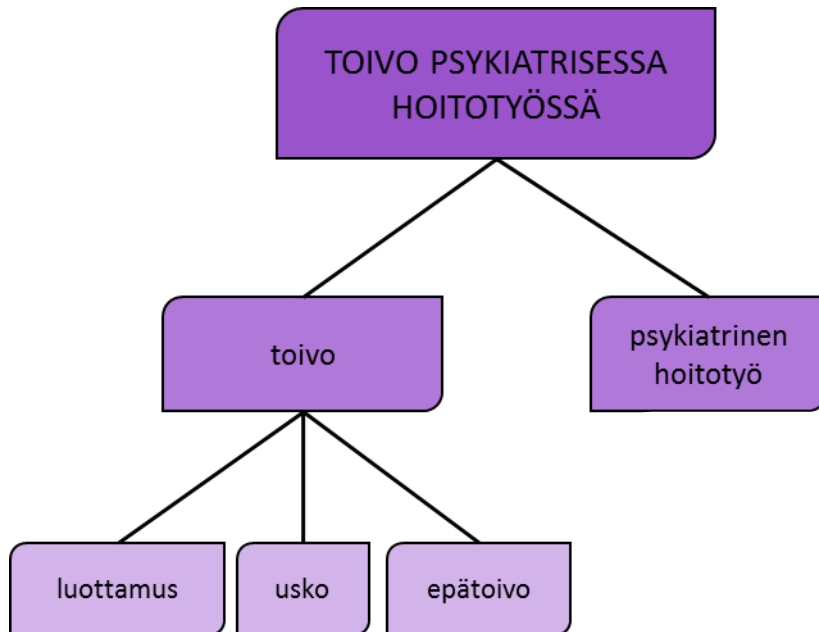 TOIVO PSYKIATRISESSA
HOITOTYÖSSÄ
toivo
psykiatrinen
hoitotyö
luottamus
usko
epätoivo